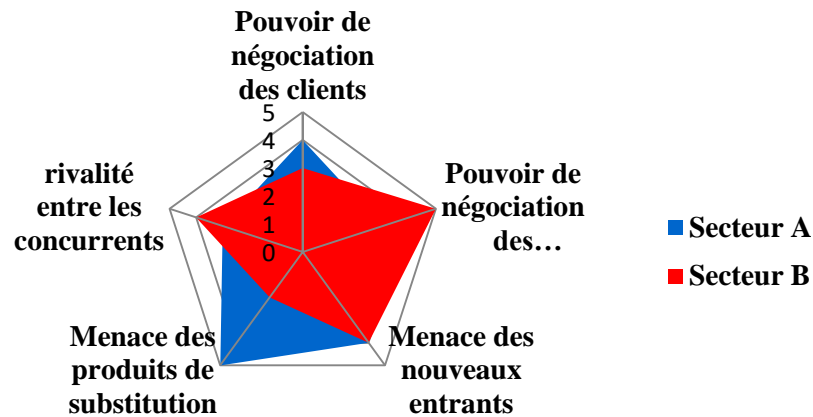 Pouvoir de
négociation
des clients
5
4
3
2
1
0
rivalité
entre les
concurrents
Pouvoir de
négociation
des…
Secteur A
Secteur B
Menace des
produits de
substitution
Menace des
nouveaux
entrants